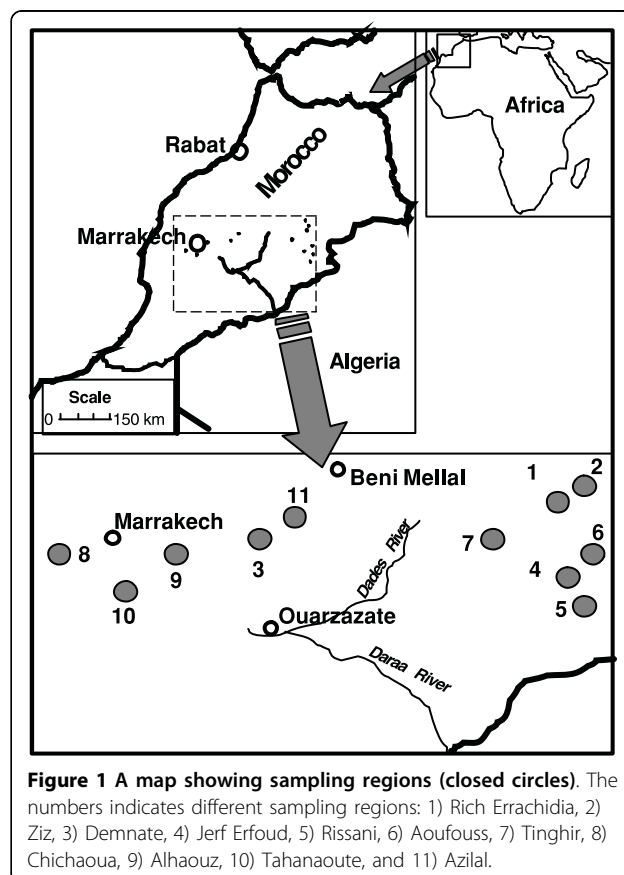 Africa
Rabat
Morocco
Marrakech
Algeria
Scale
0 150 km
Beni Mellal
1
2
11
Marrakech
8
9
3
7
6
4
10
5
Dades River
Ouarzazate
Daraa River
Figure 1 A map showing sampling regions (closed circles). The
numbers indicates different sampling regions: 1) Rich Errachidia, 2)
Ziz, 3) Demnate, 4) Jerf Erfoud, 5) Rissani, 6) Aoufouss, 7) Tinghir, 8)
Chichaoua, 9) Alhaouz, 10) Tahanaoute, and 11) Azilal.